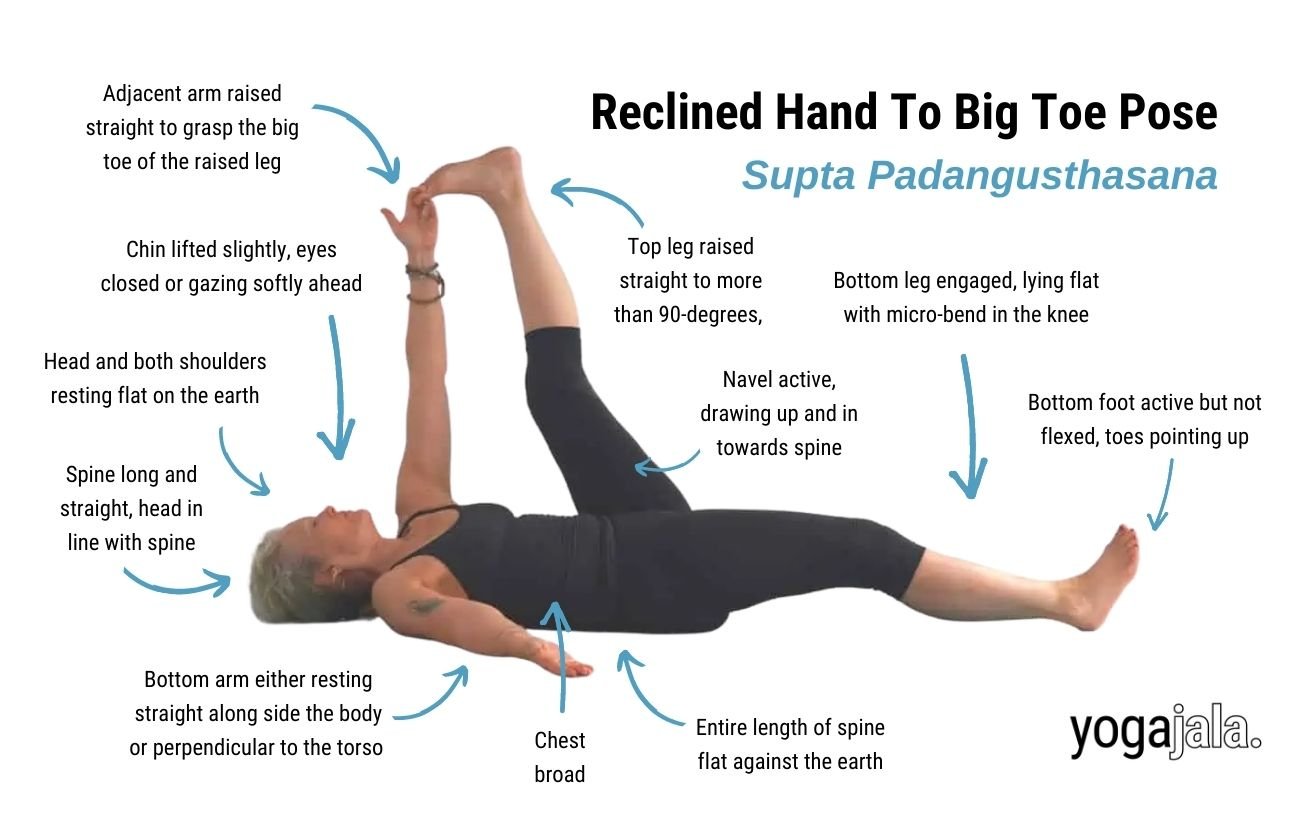 Reclined Hand To Big Toe Pose
Supta Padangusthasana
Adjacent arm raised
straight to grasp the big
toe of the raised leg
Chin lifted slightly, eyes
closed or gazing softly ahead
Head and both shoulders
resting flat on the earth
Spine long and
straight, head in
line with spine
Top leg raised
straight to more
than 90-degrees,
Bottom leg engaged, lying flat
with micro-bend in the knee
Navel active,
drawing up and in
towards spine
Bottom foot active but not
flexed, toes pointing up
Bottom arm either resting
straight along side the body
or perpendicular to the torso
Chest
broad
Entire length of spine
flat against the earth
yogajala.